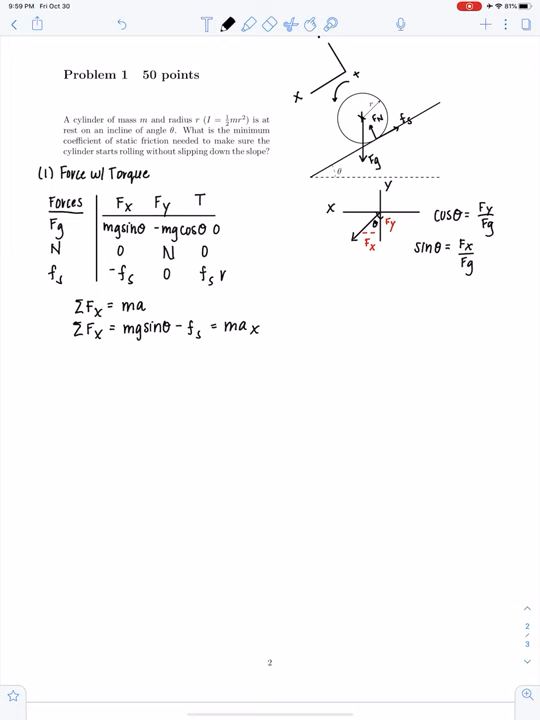 9:59 PM Fri Oct 30
81%
Problem 1 50 points
A cylinder of mass m and radius r (I = ½mr²) is at
rest on an incline of angle θ. What is the minimum
coefficient of static friction needed to make sure the
cylinder starts rolling without slipping down the slope?
(1) Force w/ Torque
Forces Fx Fy T
Fg mgsinθ -mgcosθ 0
N 0 N 0
fs -fs 0 fs r
ΣFx = ma
ΣFx = mgsinθ - fs = max
x
+
r
FN
fs
Fg
θ
y
x
θ
Fy
Fx
cosθ = Fy/Fg
sinθ = Fx/Fg
2
/
3
2